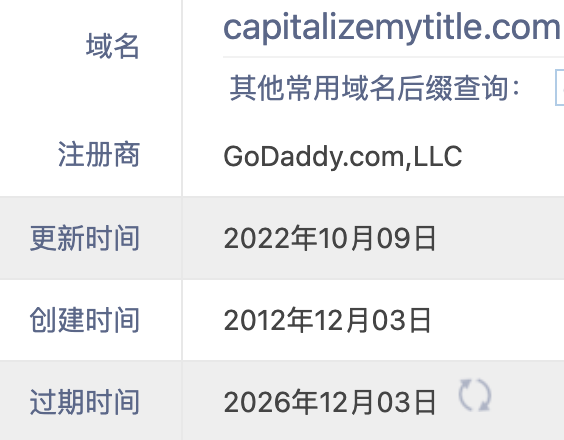 域名
capitalizemytitle.com
其他常用域名后缀查询：
注册商
GoDaddy.com,LLC
更新时间
2022年10月09日
创建时间
2012年12月03日
过期时间
2026年12月03日